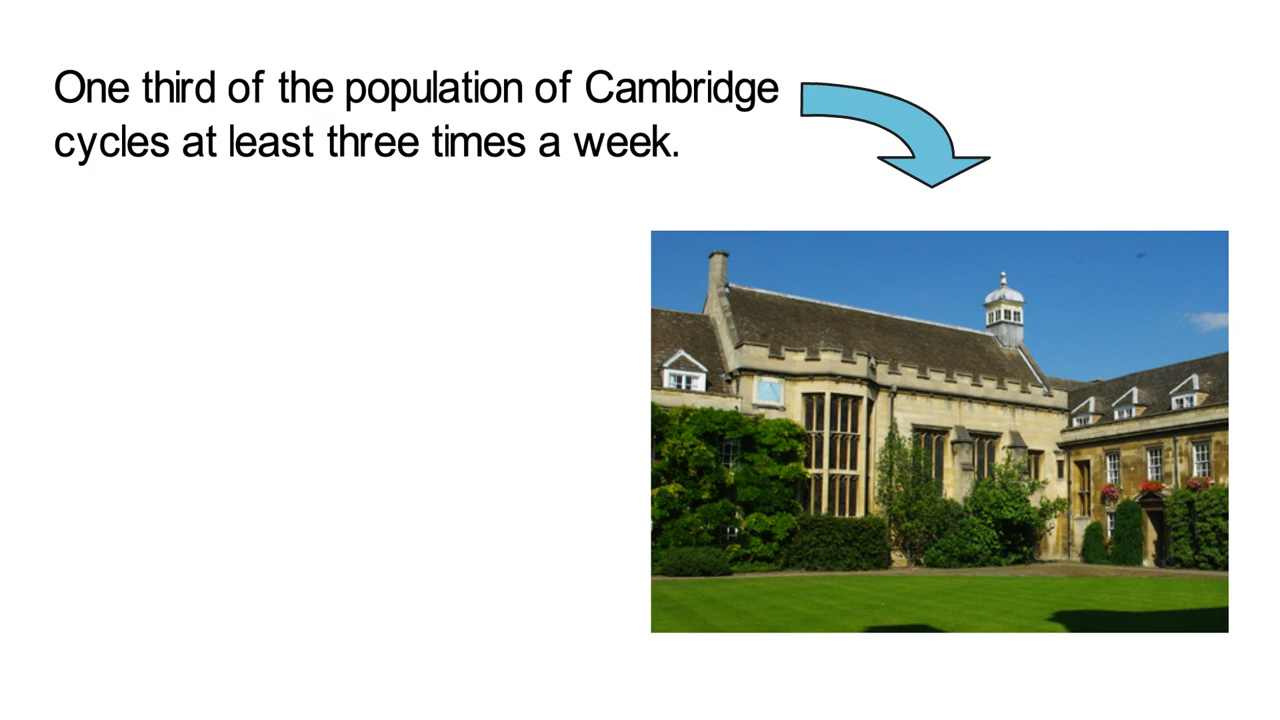 One third of the population of Cambridge
cycles at least three times a week.